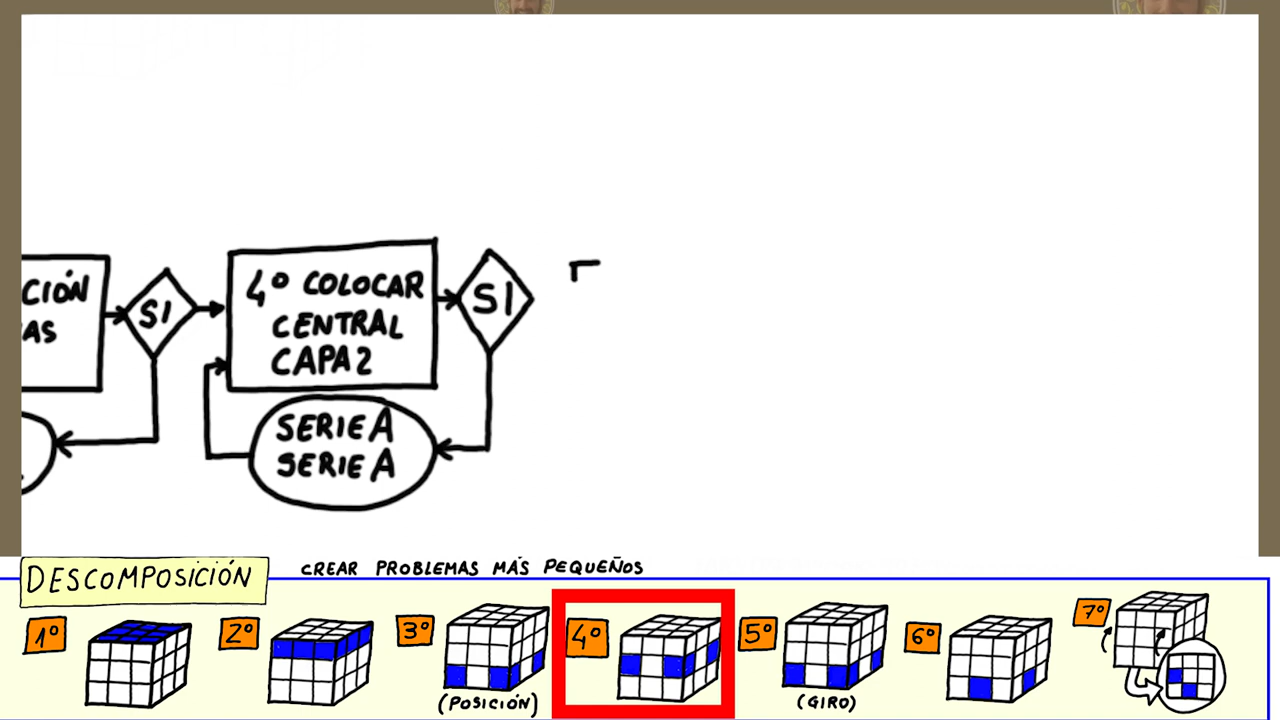 CIÓN
AS
SI
4º COLOCAR
CENTRAL
CAPA 2
SI
SERIE A
SERIE A
DESCOMPOSICIÓN
CREAR PROBLEMAS MÁS PEQUEÑOS
1º
2º
3º
(POSICIÓN)
4º
5º
(GIRO)
6º
7º